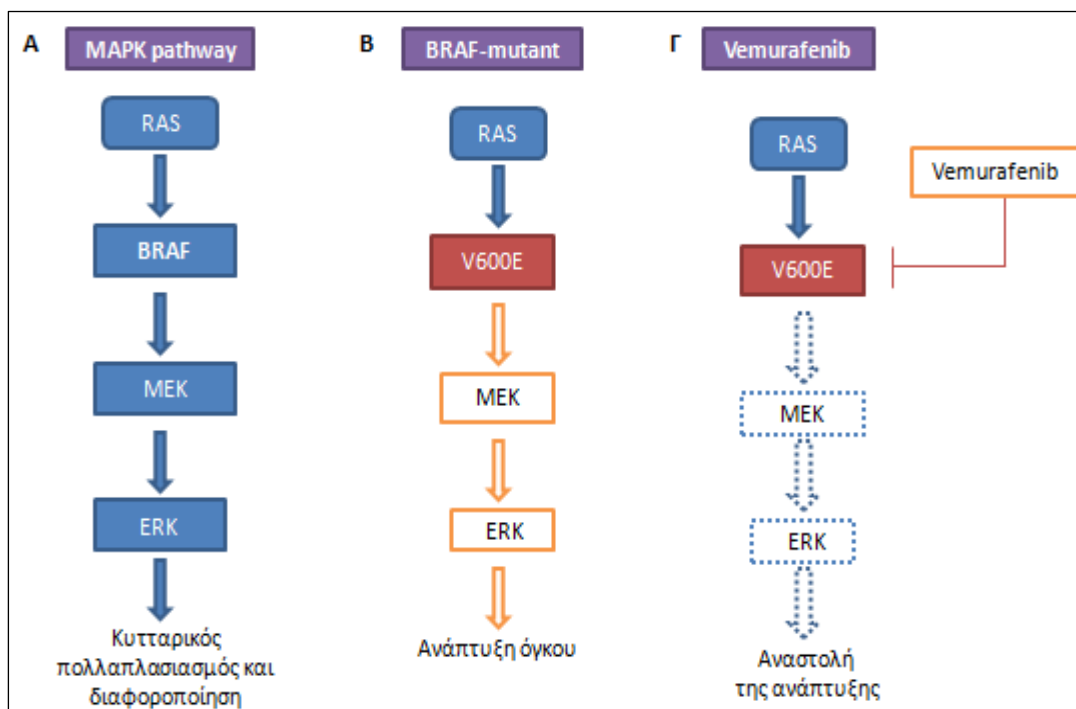 Α
MAPK pathway
RAS
BRAF
MEK
ERK
Κυτταρικός
πολλαπλασιασμός και
διαφοροποίηση
Β
BRAF-mutant
RAS
V600E
MEK
ERK
Ανάπτυξη όγκου
Γ
Vemurafenib
RAS
Vemurafenib
V600E
MEK
ERK
Αναστολή
της ανάπτυξης